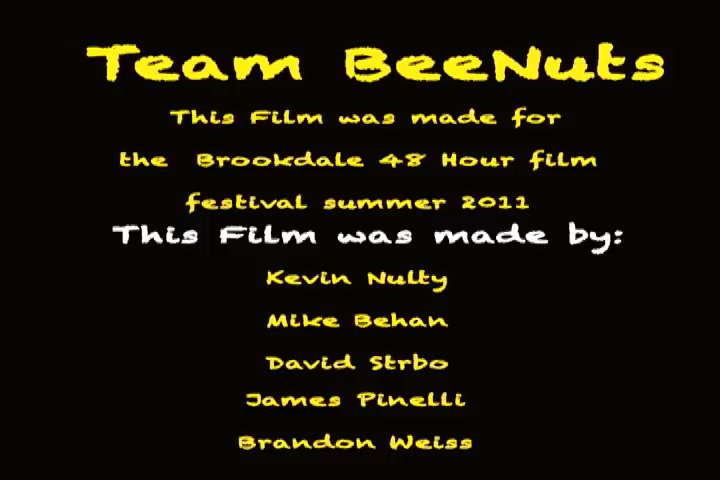 Team BeeNuts
This Film was made for
the Brookdale 48 Hour film
festival summer 2011
This Film was made by:
Kevin Nulty
Mike Behan
David Strbo
James Pinelli
Brandon Weiss